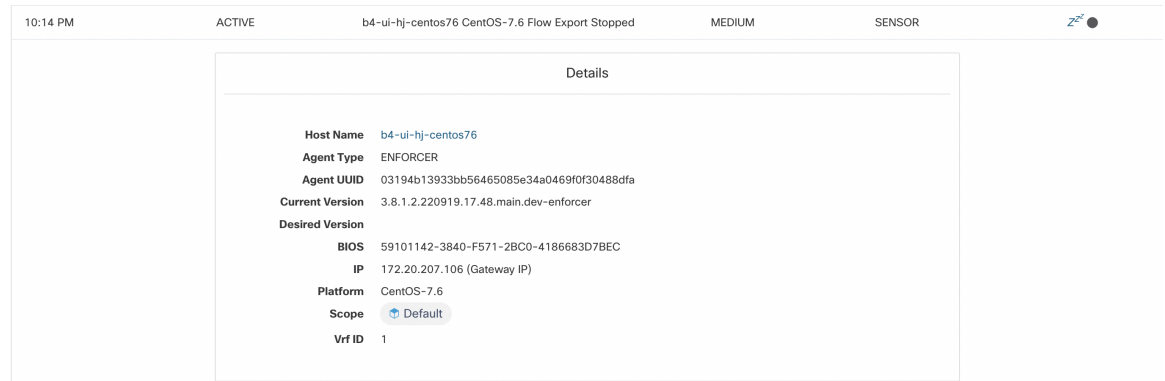 10:14 PM ACTIVE b4-ui-hj-centos76 CentOS-7.6 Flow Export Stopped MEDIUM SENSOR zzz
Details
Host Name b4-ui-hj-centos76
Agent Type ENFORCER
Agent UUID 03194b13933bb56465085e34a0469f0f30488dfa
Current Version 3.8.1.2.220919.17.48.main.dev-enforcer
Desired Version
BIOS 59101142-3840-F571-2BC0-4186683D7BEC
IP 172.20.207.106 (Gateway IP)
Platform CentOS-7.6
Scope Default
Vrf ID 1